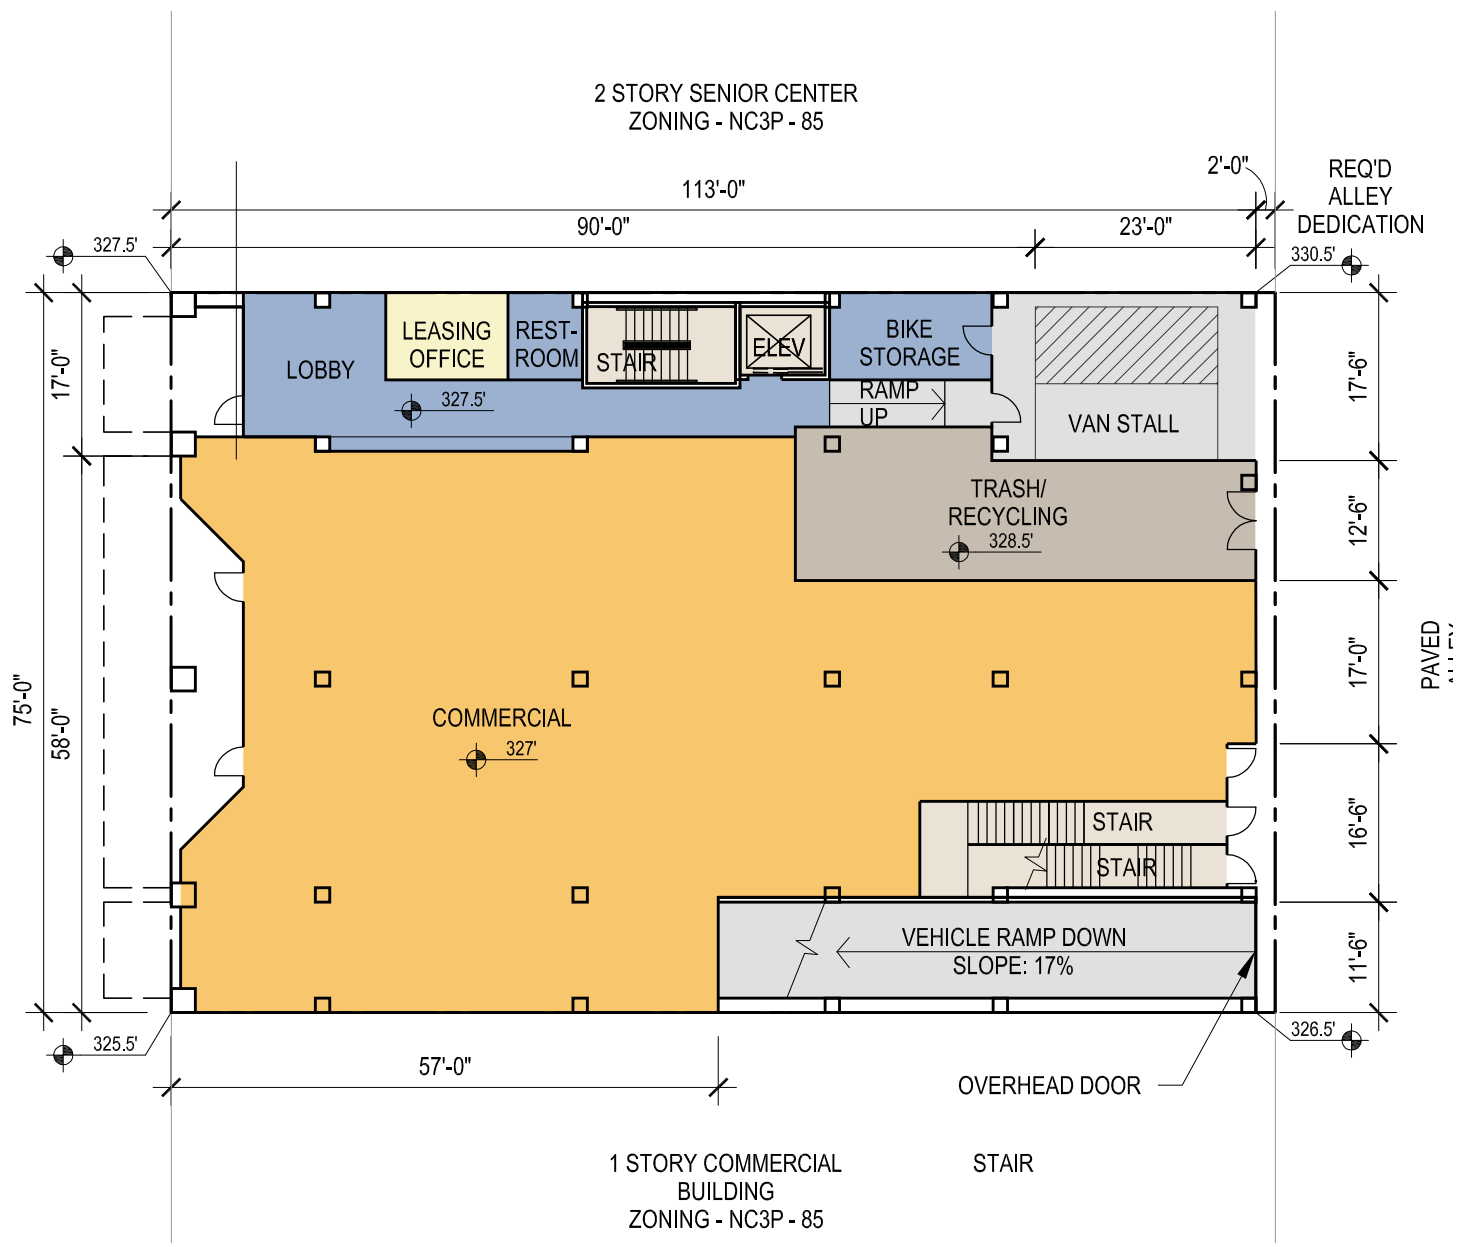 2 STORY SENIOR CENTER
ZONING - NC3P - 85
2'-0"
REQ'D
ALLEY
DEDICATION
113'-0"
90'-0"
23'-0"
327.5'
330.5'
LEASING
OFFICE
REST-
ROOM
STAIR
ELEV
BIKE
STORAGE
LOBBY
327.5'
RAMP
UP
VAN STALL
17'-0"
17'-6"
TRASH/
RECYCLING
328.5'
12'-6"
75'-0"
58'-0"
COMMERCIAL
327'
17'-0"
PAVED
STAIR
STAIR
16'-6"
VEHICLE RAMP DOWN
SLOPE: 17%
11'-6"
325.5'
326.5'
57'-0"
OVERHEAD DOOR
1 STORY COMMERCIAL
BUILDING
ZONING - NC3P - 85
STAIR